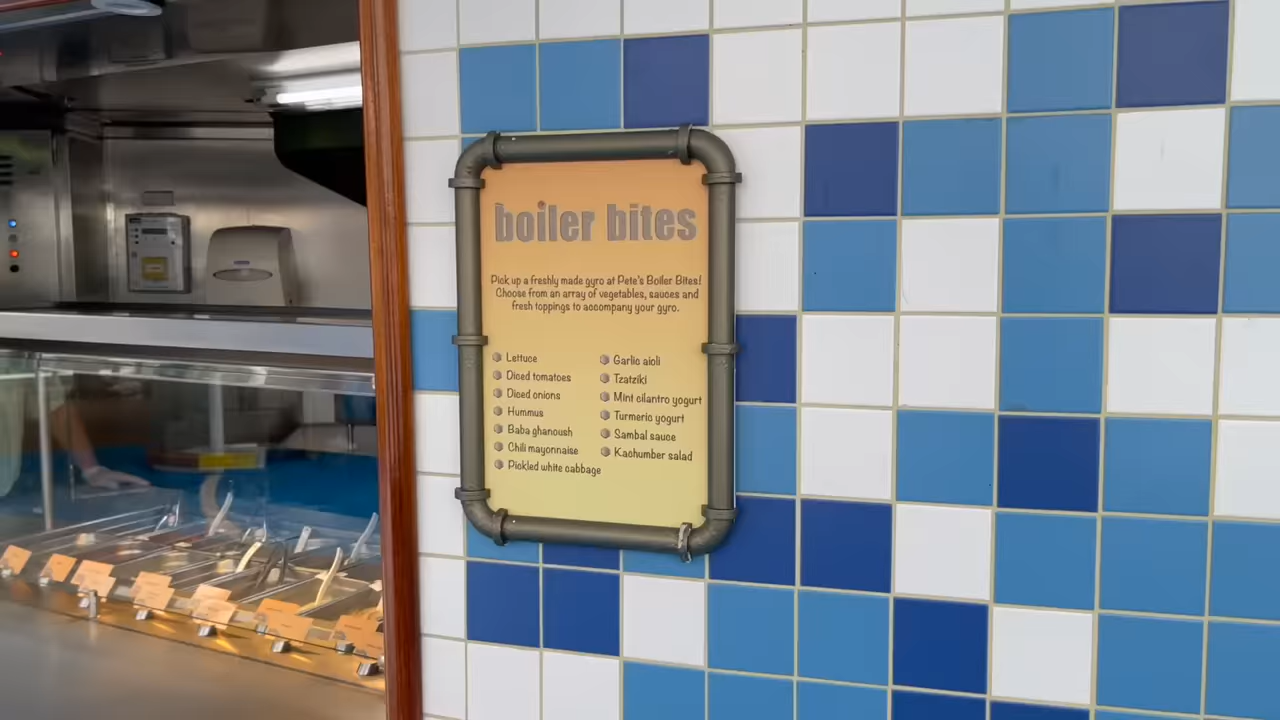 boiler bites
Pick up a freshly made gyro at Pete's Boiler Bites!
Choose from an array of vegetables, sauces and
fresh toppings to accompany your gyro.
Lettuce
Diced tomatoes
Diced onions
Hummus
Baba ghanoush
Chili mayonnaise
Pickled white cabbage
Garlic aioli
Tzatziki
Mint cilantro yogurt
Turmeric yogurt
Sambal sauce
Kachumber salad